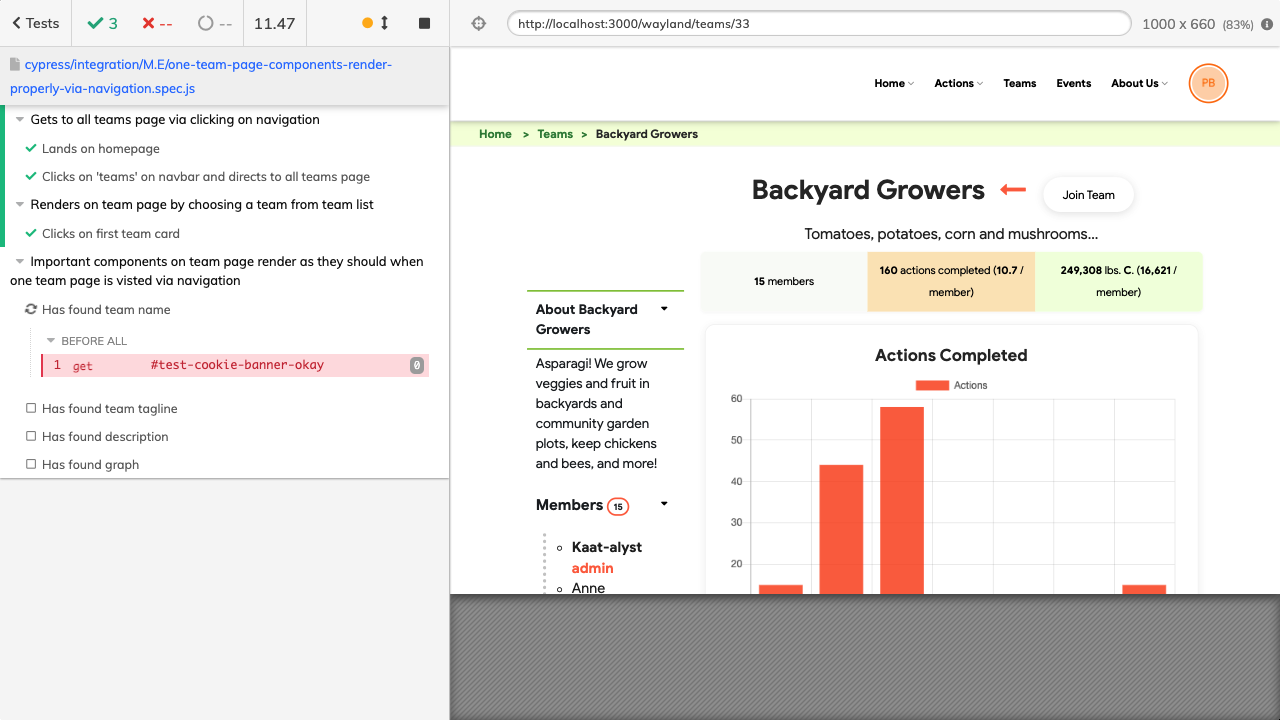 Tests
3
--
--
11.47
cypress/integration/M.E/one-team-page-components-render-
properly-via-navigation.spec.js
Gets to all teams page via clicking on navigation
Lands on homepage
Clicks on 'teams' on navbar and directs to all teams page
Renders on team page by choosing a team from team list
Clicks on first team card
Important components on team page render as they should when
one team page is visted via navigation
Has found team name
BEFORE ALL
1 get #test-cookie-banner-okay 0
Has found team tagline
Has found description
Has found graph
http://localhost:3000/wayland/teams/33
1000 x 660 (83%)
Home Actions Teams Events About Us PB
Home > Teams > Backyard Growers
Backyard Growers
Join Team
Tomatoes, potatoes, corn and mushrooms...
15 members
160 actions completed (10.7 /
member)
249,308 lbs. C. (16,621 /
member)
About Backyard
Growers
Asparagi! We grow
veggies and fruit in
backyards and
community garden
plots, keep chickens
and bees, and more!
Members 15
Kaat-alyst
admin
Anne
Actions Completed
Actions
60
50
40
30
20